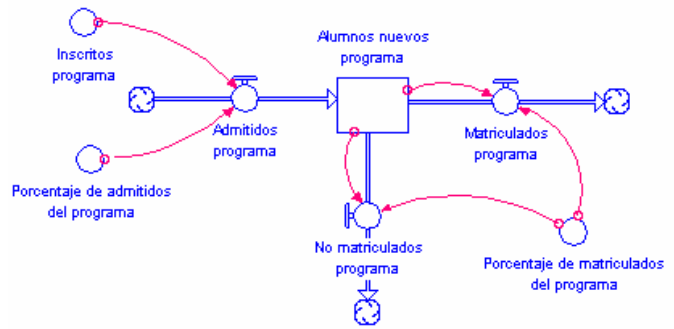 Inscritos
programa
Alumnos nuevos
programa
Admitidos
programa
Matriculados
programa
Porcentaje de admitidos
del programa
No matriculados
programa
Porcentaje de matriculados
del programa